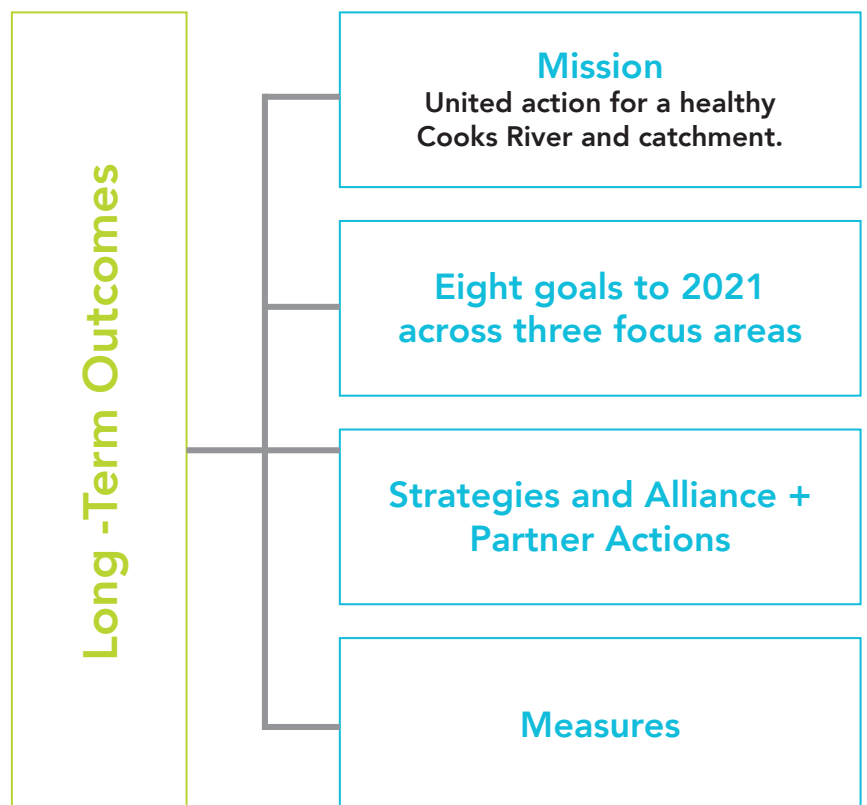 Long -Term Outcomes
Mission
United action for a healthy
Cooks River and catchment.
Eight goals to 2021
across three focus areas
Strategies and Alliance +
Partner Actions
Measures